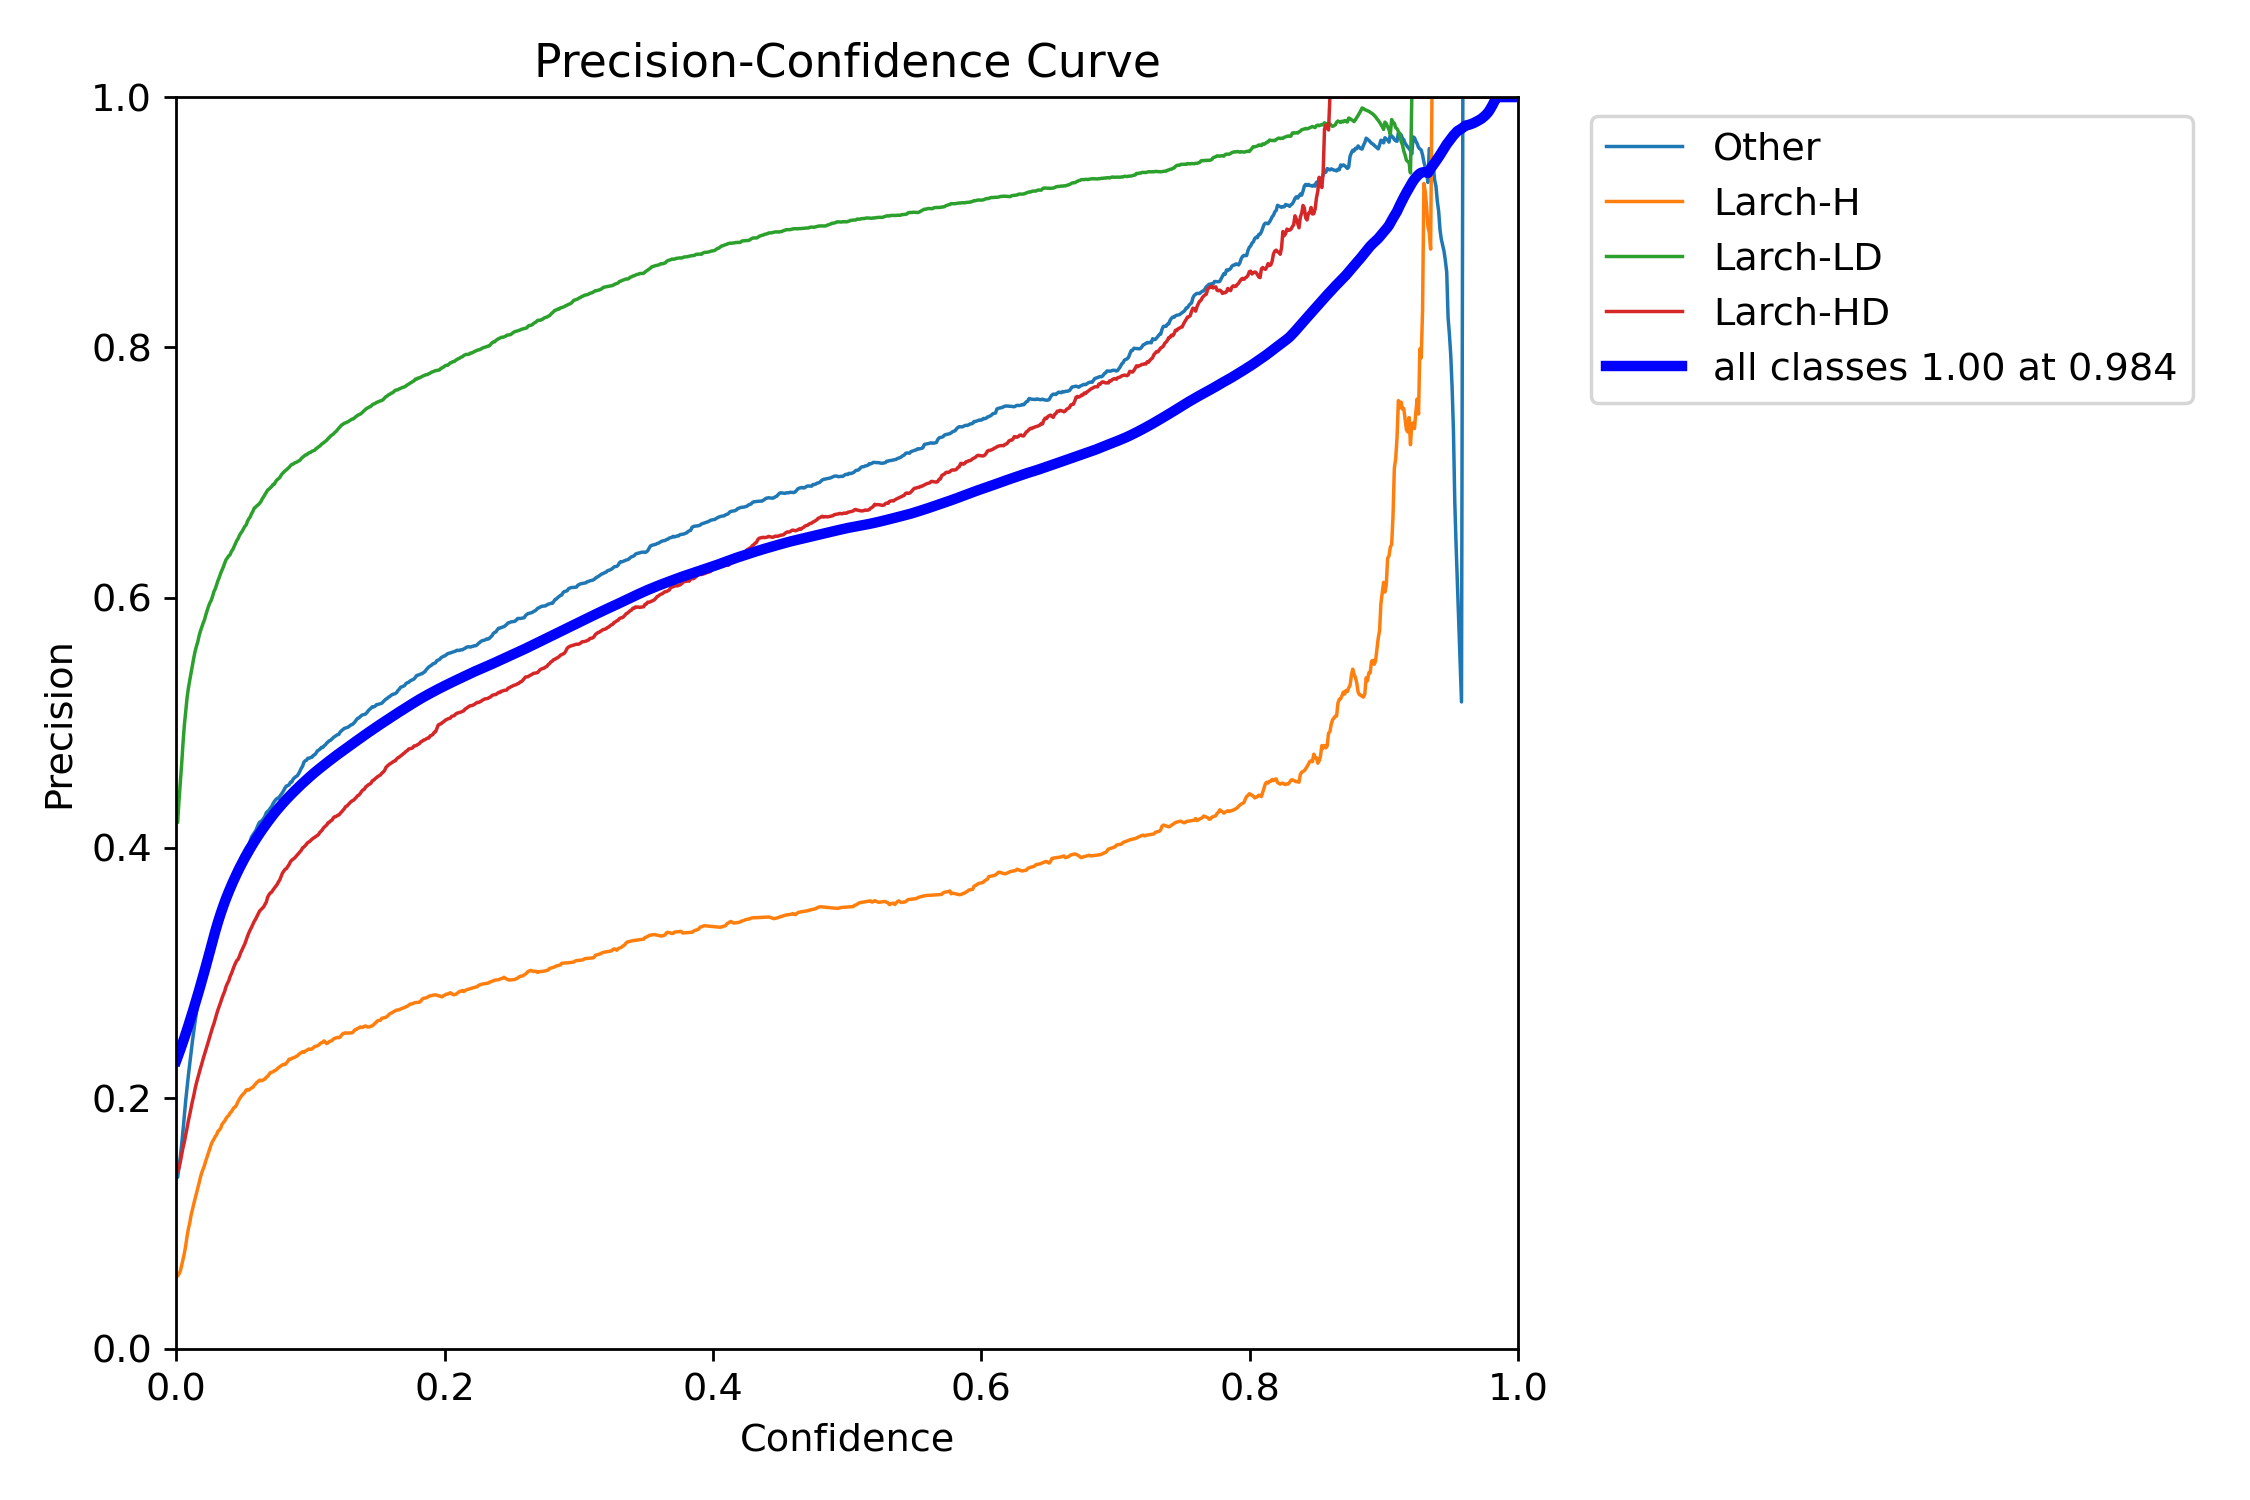 Precision-Confidence Curve
1.0
0.8
0.6
0.4
0.2
0.0
Precision
0.0 0.2 0.4 0.6 0.8 1.0
Confidence
Other
Larch-H
Larch-LD
Larch-HD
all classes 1.00 at 0.984